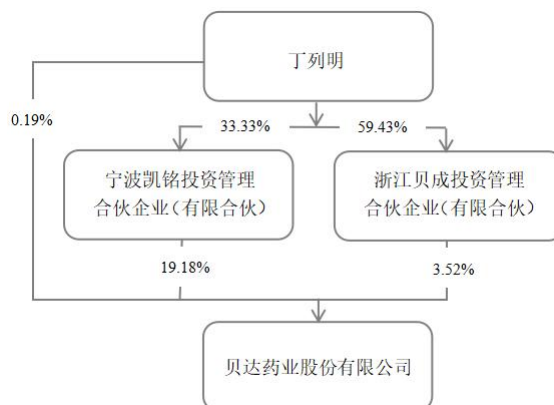 丁列明
0.19%
33.33%
59.43%
宁波凯铭投资管理
合伙企业（有限合伙）
浙江贝成投资管理
合伙企业（有限合伙）
19.18%
3.52%
贝达药业股份有限公司